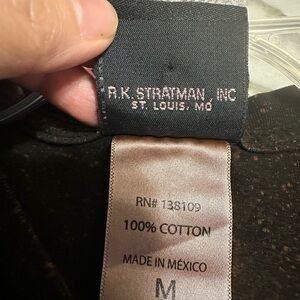 R.K. STRATMAN, INC
ST. LOUIS, MO
RN# 138109
100% COTTON
MADE IN MÉXICO
M